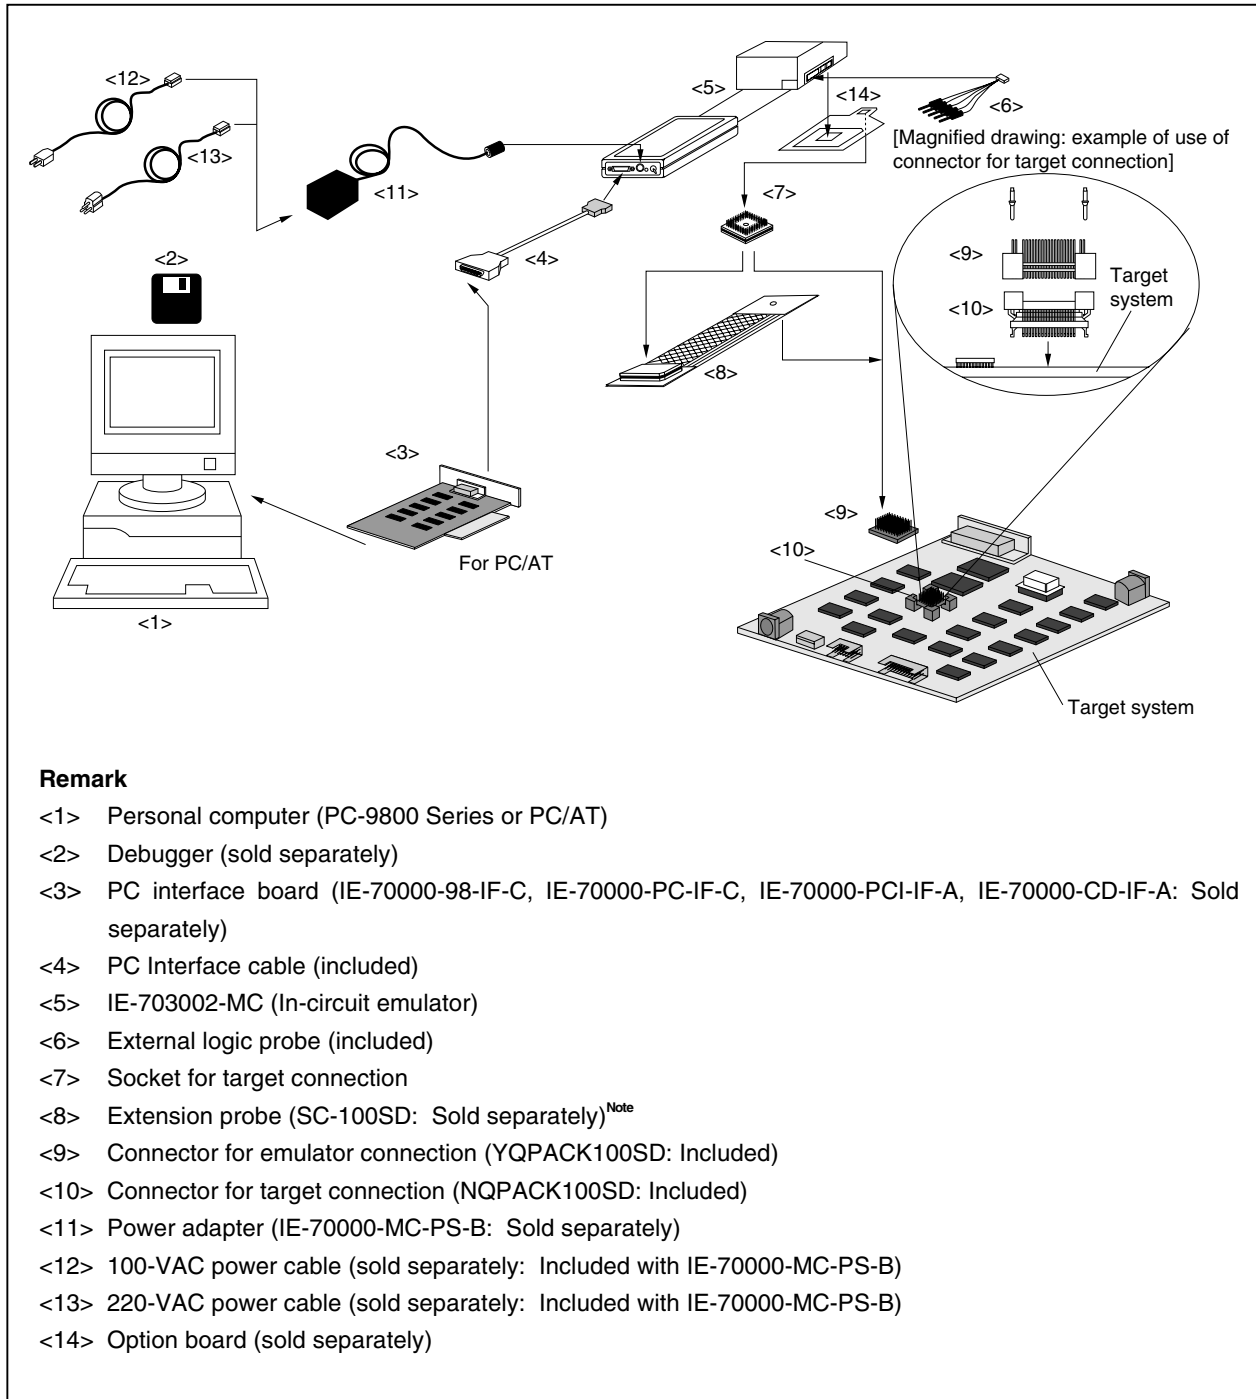 <12>
<13>
<11>
<5>
<14>
<6>
[Magnified drawing: example of use of
connector for target connection]
<7>
<4>
<2>
<9>
<10>
Target
system
<8>
<3>
For PC/AT
<1>
<9>
<10>
Target system
Remark
<1> Personal computer (PC-9800 Series or PC/AT)
<2> Debugger (sold separately)
<3> PC interface board (IE-70000-98-IF-C, IE-70000-PC-IF-C, IE-70000-PCI-IF-A, IE-70000-CD-IF-A: Sold
separately)
<4> PC Interface cable (included)
<5> IE-703002-MC (In-circuit emulator)
<6> External logic probe (included)
<7> Socket for target connection
<8> Extension probe (SC-100SD: Sold separately)Note
<9> Connector for emulator connection (YQPACK100SD: Included)
<10> Connector for target connection (NQPACK100SD: Included)
<11> Power adapter (IE-70000-MC-PS-B: Sold separately)
<12> 100-VAC power cable (sold separately: Included with IE-70000-MC-PS-B)
<13> 220-VAC power cable (sold separately: Included with IE-70000-MC-PS-B)
<14> Option board (sold separately)